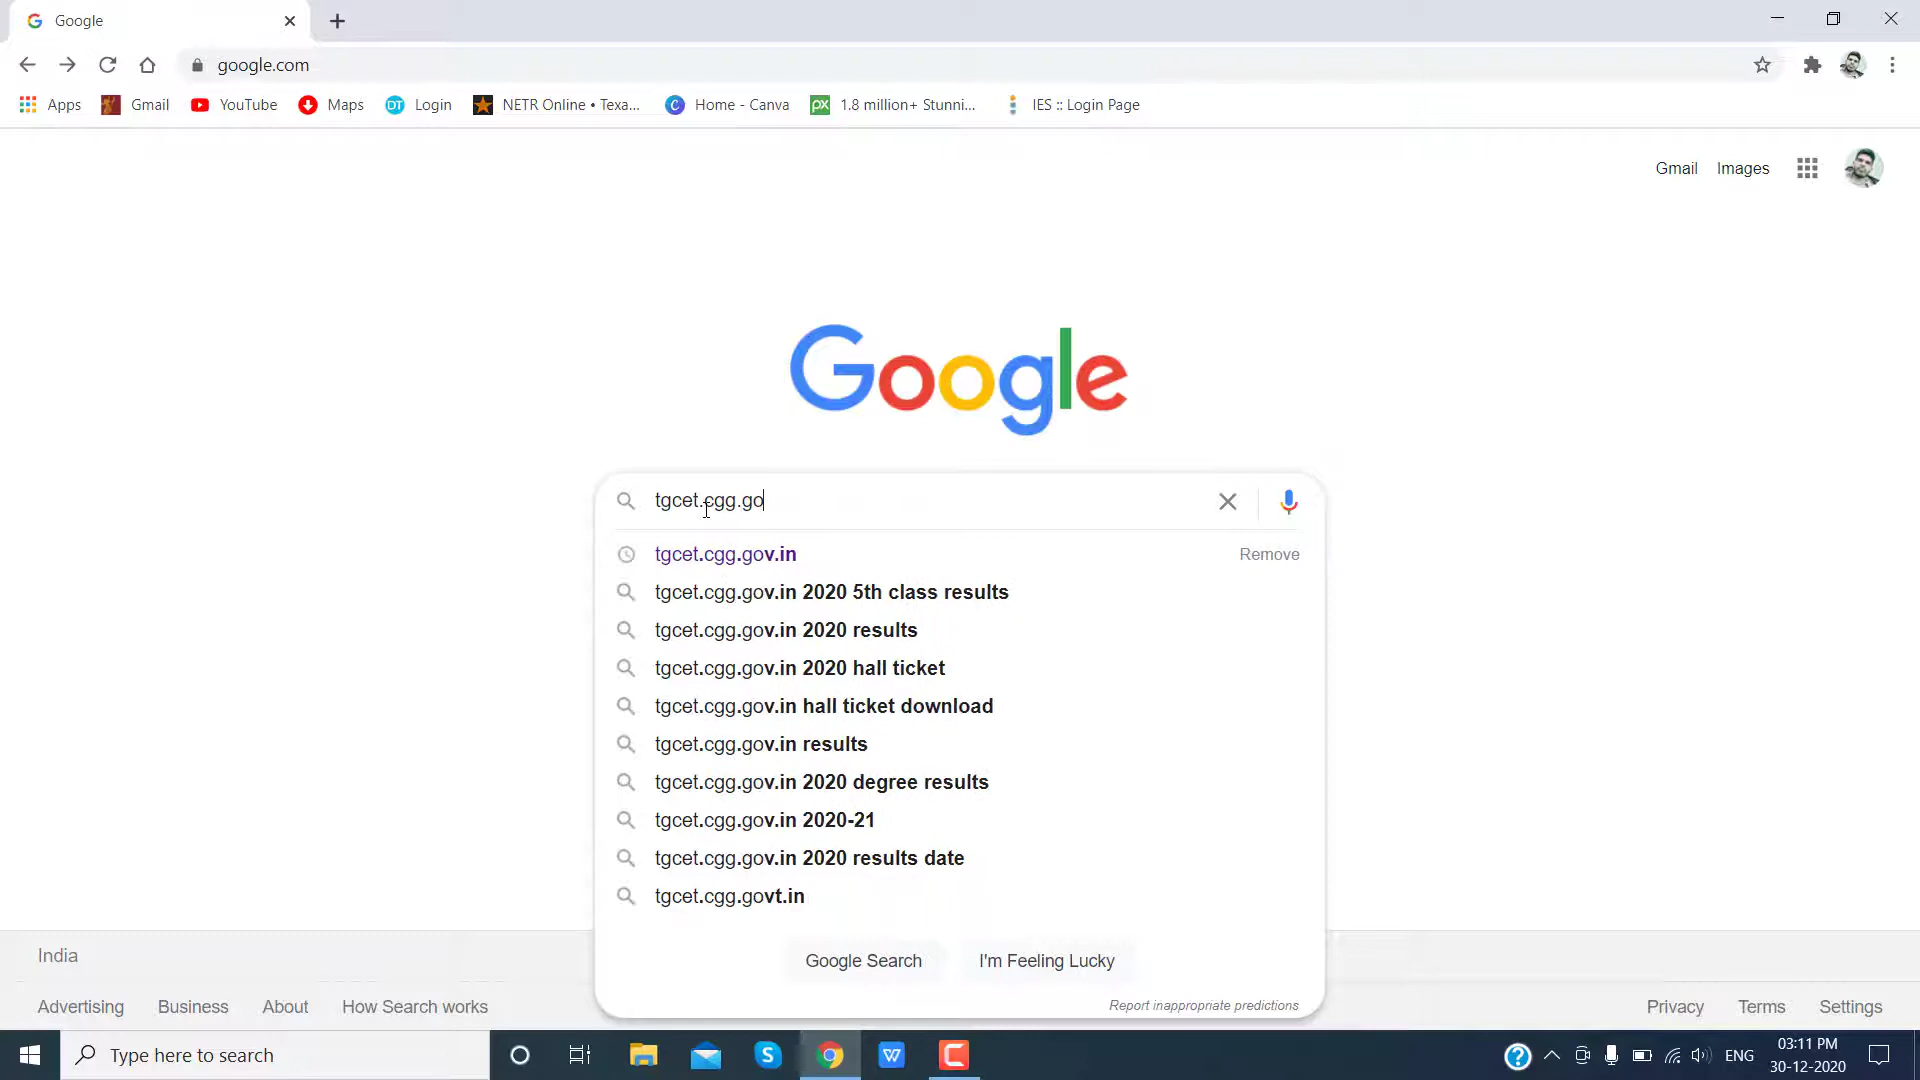 Google
google.com
Apps Gmail YouTube Maps Login NETR Online • Texa... Home - Canva 1.8 million+ Stunni... IES :: Login Page
Gmail Images
Google
tgcet.cgg.go
tgcet.cgg.gov.in Remove
tgcet.cgg.gov.in 2020 5th class results
tgcet.cgg.gov.in 2020 results
tgcet.cgg.gov.in 2020 hall ticket
tgcet.cgg.gov.in hall ticket download
tgcet.cgg.gov.in results
tgcet.cgg.gov.in 2020 degree results
tgcet.cgg.gov.in 2020-21
tgcet.cgg.gov.in 2020 results date
tgcet.cgg.govt.in
Google Search I'm Feeling Lucky
Report inappropriate predictions
India
Advertising Business About How Search works Privacy Terms Settings
Type here to search ENG 03:11 PM
30-12-2020